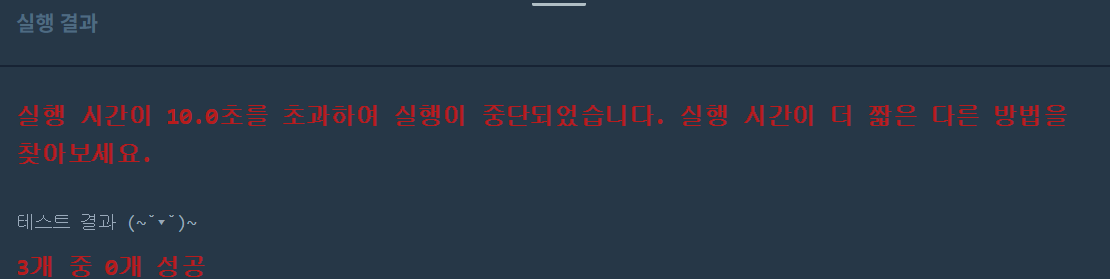 실행 결과
실행 시간이 10.0초를 초과하여 실행이 중단되었습니다. 실행 시간이 더 짧은 다른 방법을
찾아보세요.
테스트 결과 (~˘▾˘)~
3개 중 0개 성공